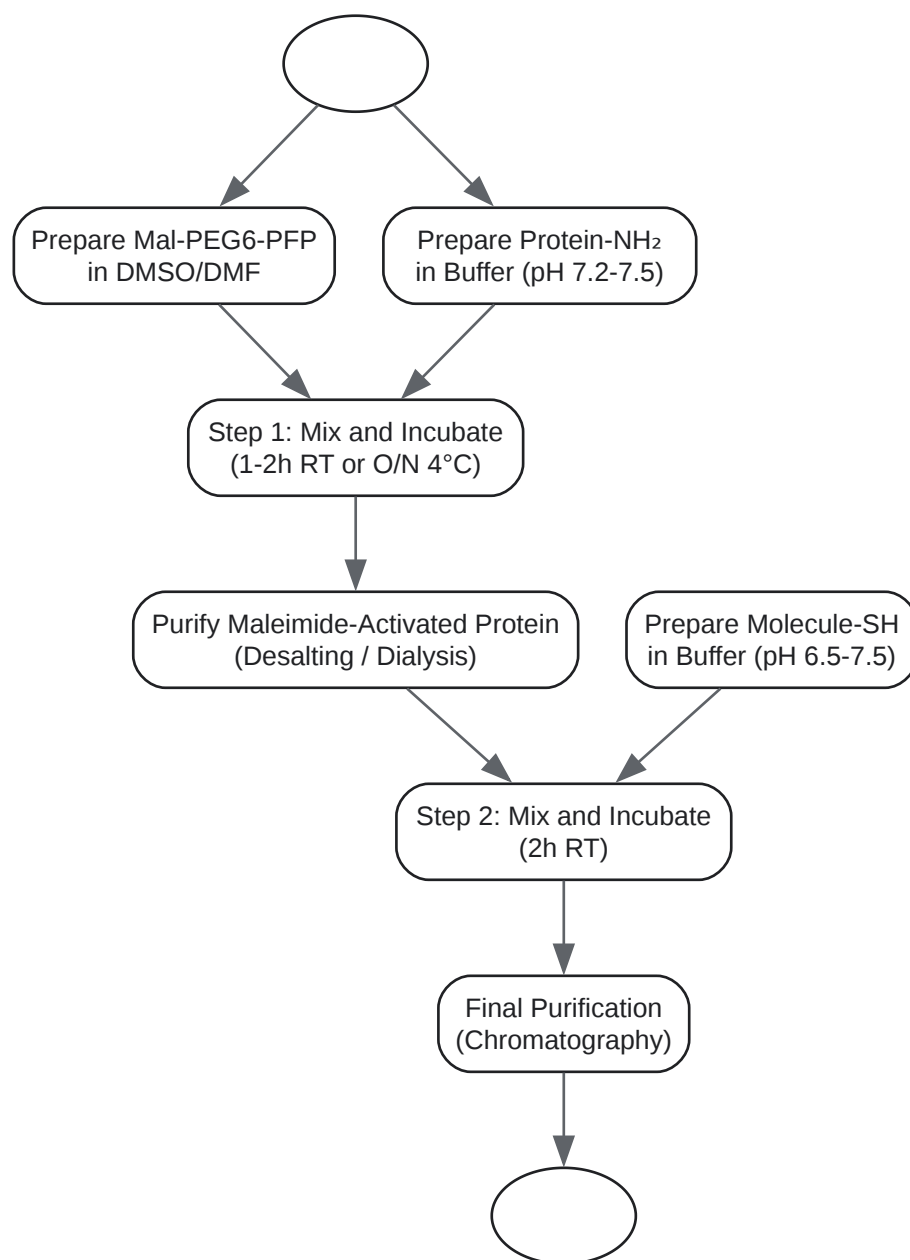 Prepare Mal-PEG6-PFP
in DMSO/DMF
Prepare Protein-NH₂
in Buffer (pH 7.2-7.5)
Step 1: Mix and Incubate
(1-2h RT or O/N 4°C)
Purify Maleimide-Activated Protein
(Desalting / Dialysis)
Prepare Molecule-SH
in Buffer (pH 6.5-7.5)
Step 2: Mix and Incubate
(2h RT)
Final Purification
(Chromatography)